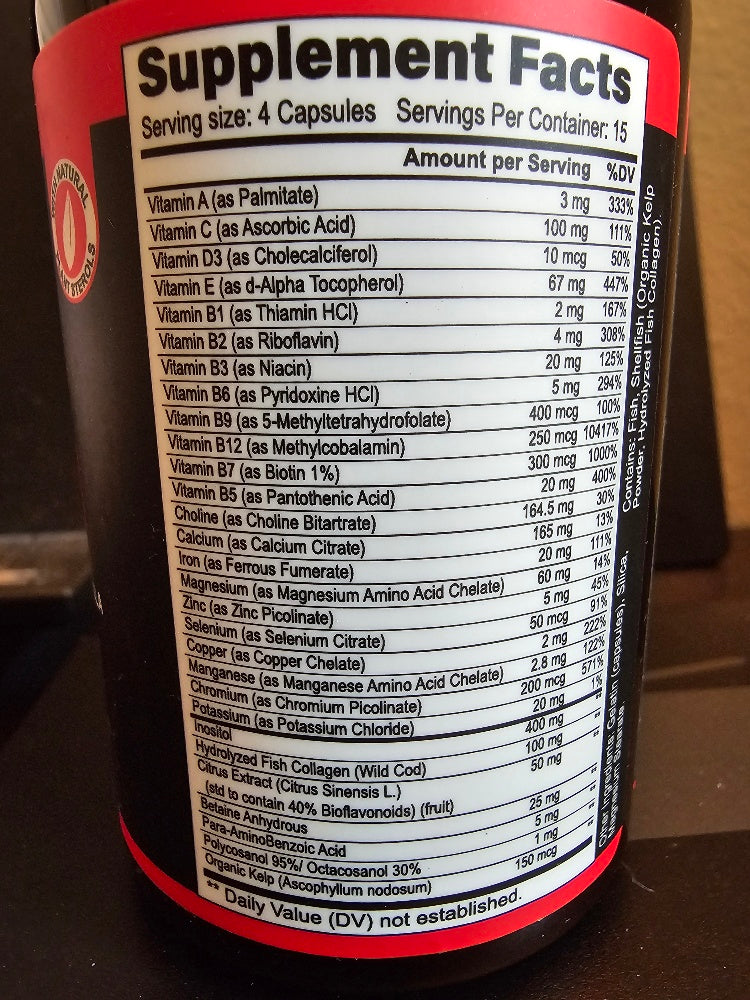 Supplement Facts
Serving size: 4 Capsules Servings Per Container: 15
Amount per Serving %DV
Vitamin A (as Palmitate) 3 mg 333%
Vitamin C (as Ascorbic Acid) 100 mg 111%
Vitamin D3 (as Cholecalciferol) 10 mcg 50%
Vitamin E (as d-Alpha Tocopherol) 67 mg 447%
Vitamin B1 (as Thiamin HCl) 2 mg 167%
Vitamin B2 (as Riboflavin) 4 mg 308%
Vitamin B3 (as Niacin) 20 mg 125%
Vitamin B6 (as Pyridoxine HCl) 5 mg 294%
Vitamin B9 (as 5-Methyltetrahydrofolate) 400 mcg 100%
Vitamin B12 (as Methylcobalamin) 250 mcg 10417%
Vitamin B7 (as Biotin 1%) 300 mcg 1000%
Vitamin B5 (as Pantothenic Acid) 20 mg 400%
Choline (as Choline Bitartrate) 164.5 mg 30%
Calcium (as Calcium Citrate) 165 mg 13%
Iron (as Ferrous Fumerate) 20 mg 111%
Magnesium (as Magnesium Amino Acid Chelate) 60 mg 14%
Zinc (as Zinc Picolinate) 5 mg 45%
Selenium (as Selenium Citrate) 50 mcg 91%
Copper (as Copper Chelate) 2 mg 222%
Manganese (as Manganese Amino Acid Chelate) 2.8 mg 122%
Chromium (as Chromium Picolinate) 200 mcg 571%
Potassium (as Potassium Chloride) 20 mg 1%
Inositol 400 mg **
Hydrolyzed Fish Collagen (Wild Cod) 100 mg **
Citrus Extract (Citrus Sinensis L.) 50 mg
(std to contain 40% Bioflavonoids) (fruit) **
Betaine Anhydrous 25 mg **
Para-AminoBenzoic Acid 5 mg **
Polycosanol 95%/ Octacosanol 30% 1 mg **
Organic Kelp (Ascophyllum nodosum) 150 mcg
** Daily Value (DV) not established.
Other Ingredients: Gelatin (capsules), Silica,
Magnesium Stearate
Contains: Fish, Shellfish (Organic Kelp
Powder, Hydrolyzed Fish Collagen).
NATURAL
PLANT STEROLS